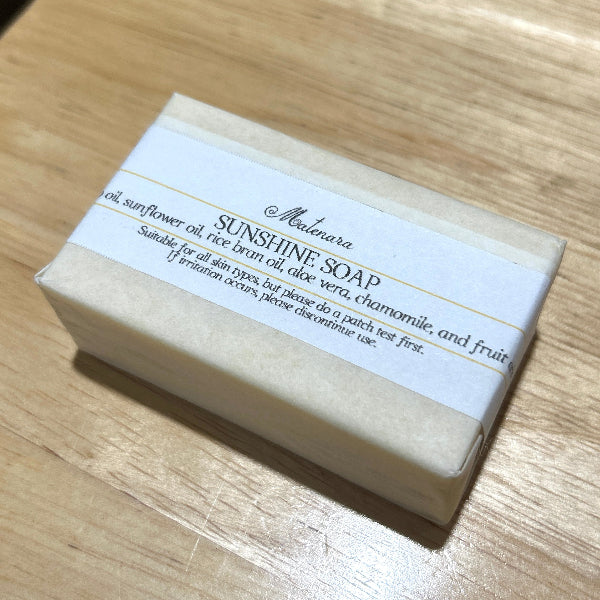 Matenara
SUNSHINE SOAP
oil, sunflower oil, rice bran oil, aloe vera, chamomile, and fruit
Suitable for all skin types, but please do a patch test first.
If irritation occurs, please discontinue use.